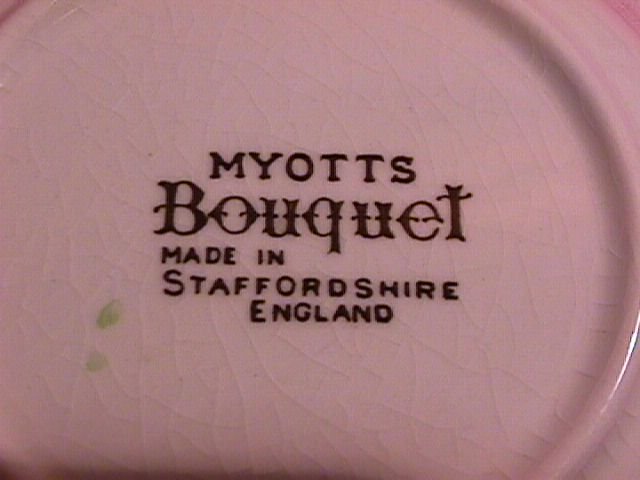 MYOTTS
Bouquet
MADE IN
STAFFORDSHIRE
ENGLAND